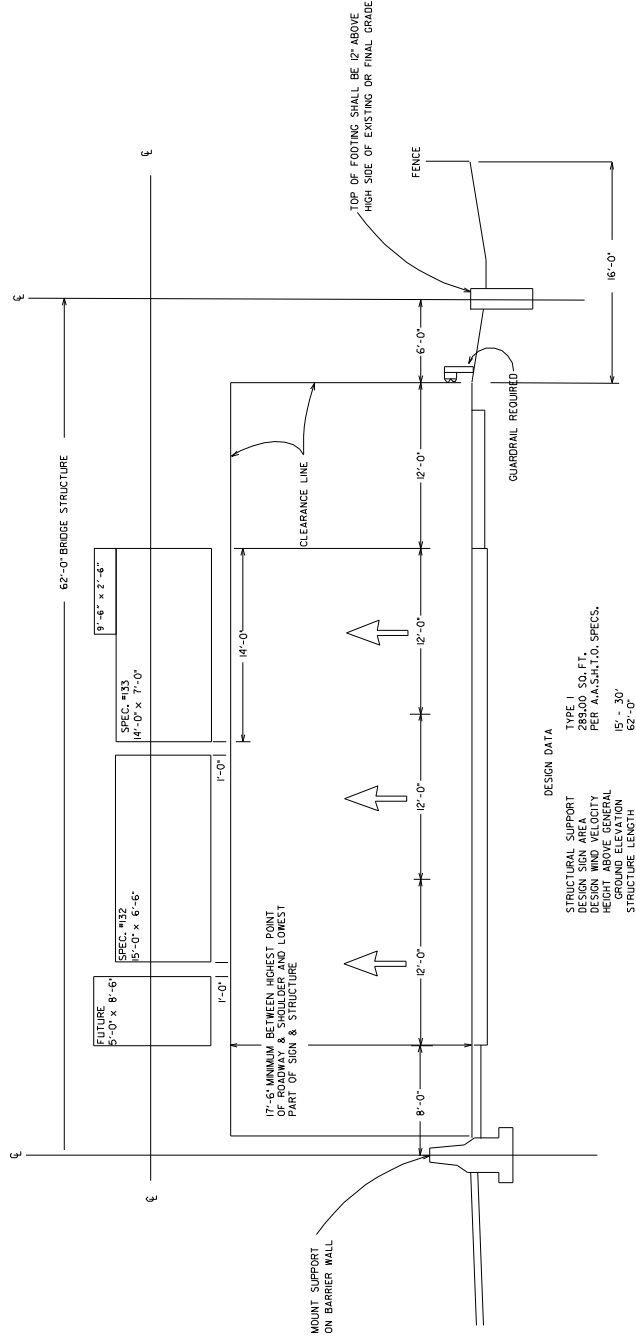 ℄
℄
62'-0" BRIDGE STRUCTURE
℄
℄
FUTURE
5'-0" × 8'-6"
SPEC. #132
15'-0" × 6'-6"
SPEC. #133
14'-0" × 7'-0"
9'-6" × 2'-6"
1'-0"
1'-0"
14'-0"
CLEARANCE LINE
17'-6" MINIMUM BETWEEN HIGHEST POINT
OF ROADWAY & SHOULDER AND LOWEST
PART OF SIGN & STRUCTURE
TOP OF FOOTING SHALL BE 12" ABOVE
HIGH SIDE OF EXISTING OR FINAL GRADE
MOUNT SUPPORT
ON BARRIER WALL
8'-0"
12'-0"
12'-0"
12'-0"
12'-0"
6'-0"
FENCE
GUARDRAIL REQUIRED
16'-0"
DESIGN DATA
STRUCTURAL SUPPORT TYPE I
DESIGN SIGN AREA 289.00 SQ. FT.
DESIGN WIND VELOCITY PER A.A.S.H.T.O. SPECS.
HEIGHT ABOVE GENERAL
GROUND ELEVATION 15' - 30'
STRUCTURE LENGTH 62'-0"